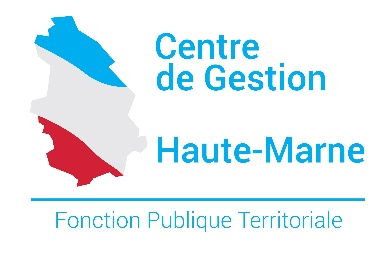 Centre
de Gestion
Haute-Marne
Fonction Publique Territoriale